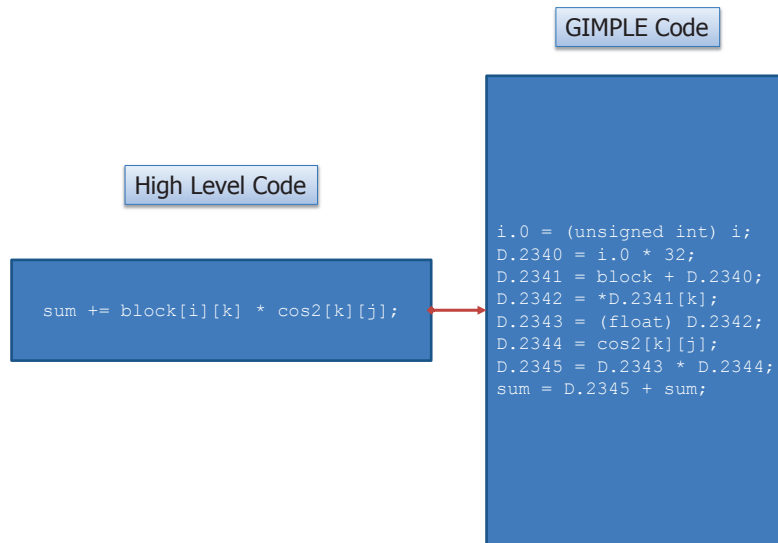 GIMPLE Code
High Level Code
sum += block[i][k] * cos2[k][j];
i.0 = (unsigned int) i;
D.2340 = i.0 * 32;
D.2341 = block + D.2340;
D.2342 = *D.2341[k];
D.2343 = (float) D.2342;
D.2344 = cos2[k][j];
D.2345 = D.2343 * D.2344;
sum = D.2345 + sum;